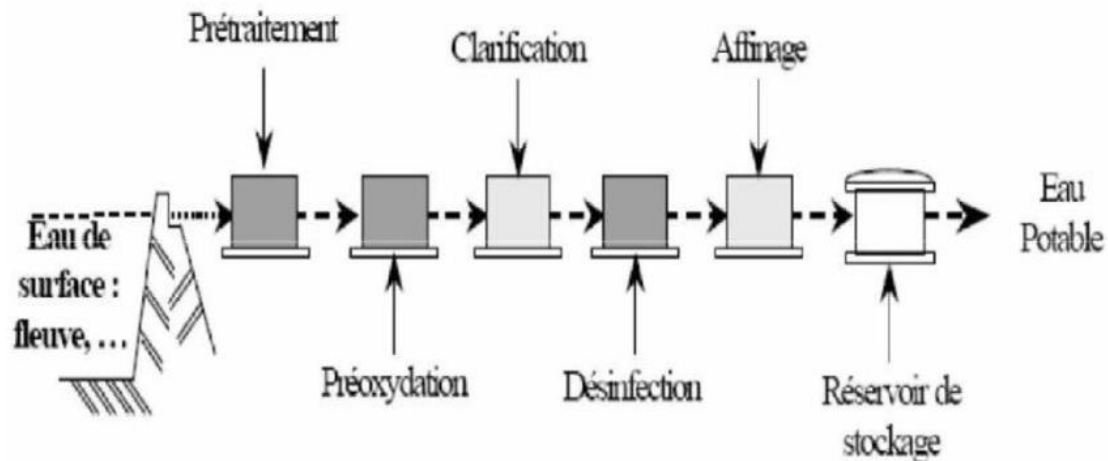 Prétraitement
Clarification
Affinage
Eau de
surface :
fleuve, …
Eau
Potable
Préoxydation
Désinfection
Réservoir de
stockage